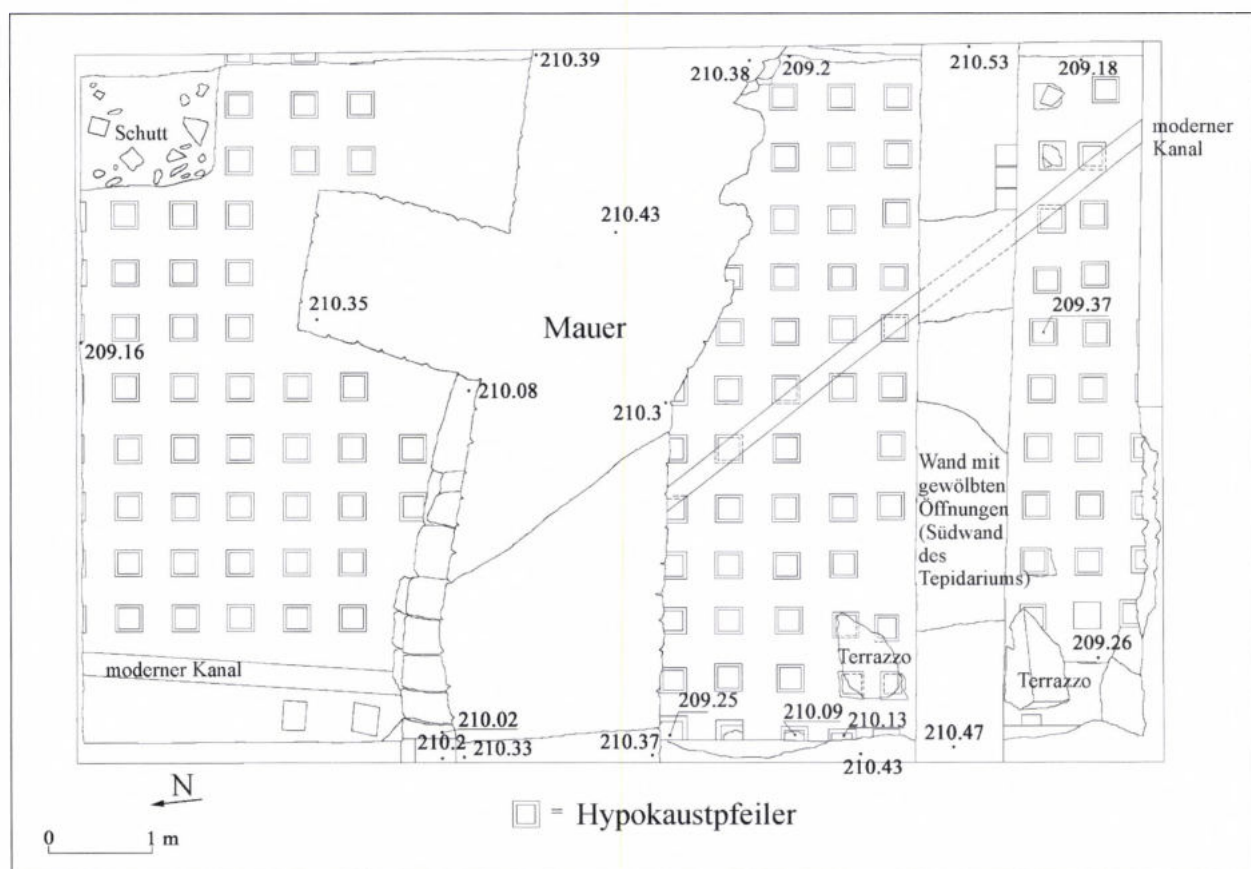 210.39
210.38
209.2
210.53
209.18
Schutt
moderner
Kanal
210.43
210.35
Mauer
209.37
209.16
210.08
210.3
Wand mit
gewölbten
Öffnungen
(Südwand
des
Tepidariums)
Terrazzo
209.26
moderner Kanal
Terrazzo
209.25
210.02
210.09
210.13
210.2
210.33
210.37
210.47
210.43
N
= Hypokaustpfeiler
0 1 m